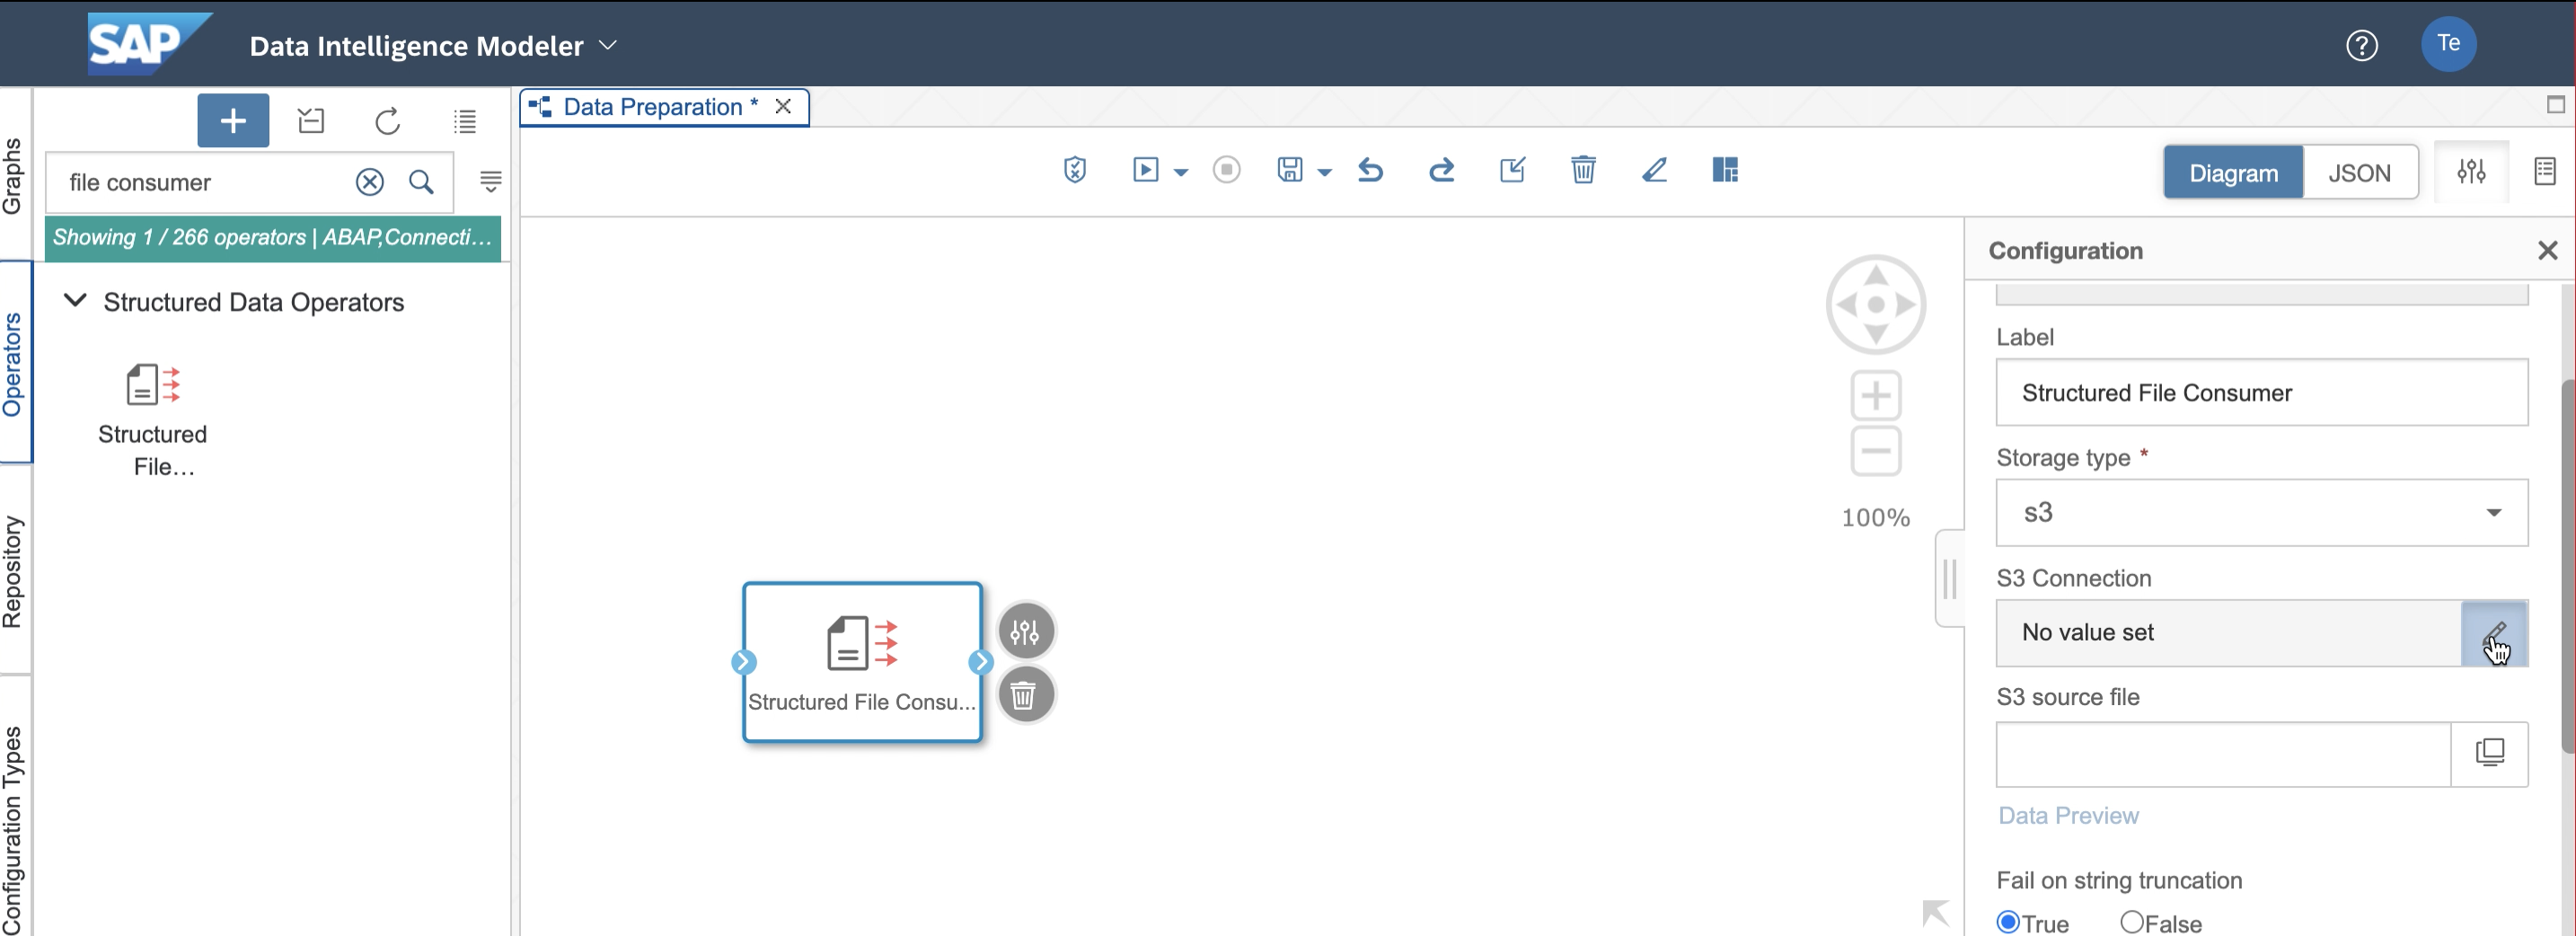 SAP
Data Intelligence Modeler
Te
Data Preparation *
Graphs
Operators
Repository
Configuration Types
file consumer
Showing 1 / 266 operators | ABAP,Connecti...
Structured Data Operators
Structured
File...
Diagram
JSON
100%
Structured File Consu...
Configuration
Label
Structured File Consumer
Storage type *
s3
S3 Connection
No value set
S3 source file
Data Preview
Fail on string truncation
True False